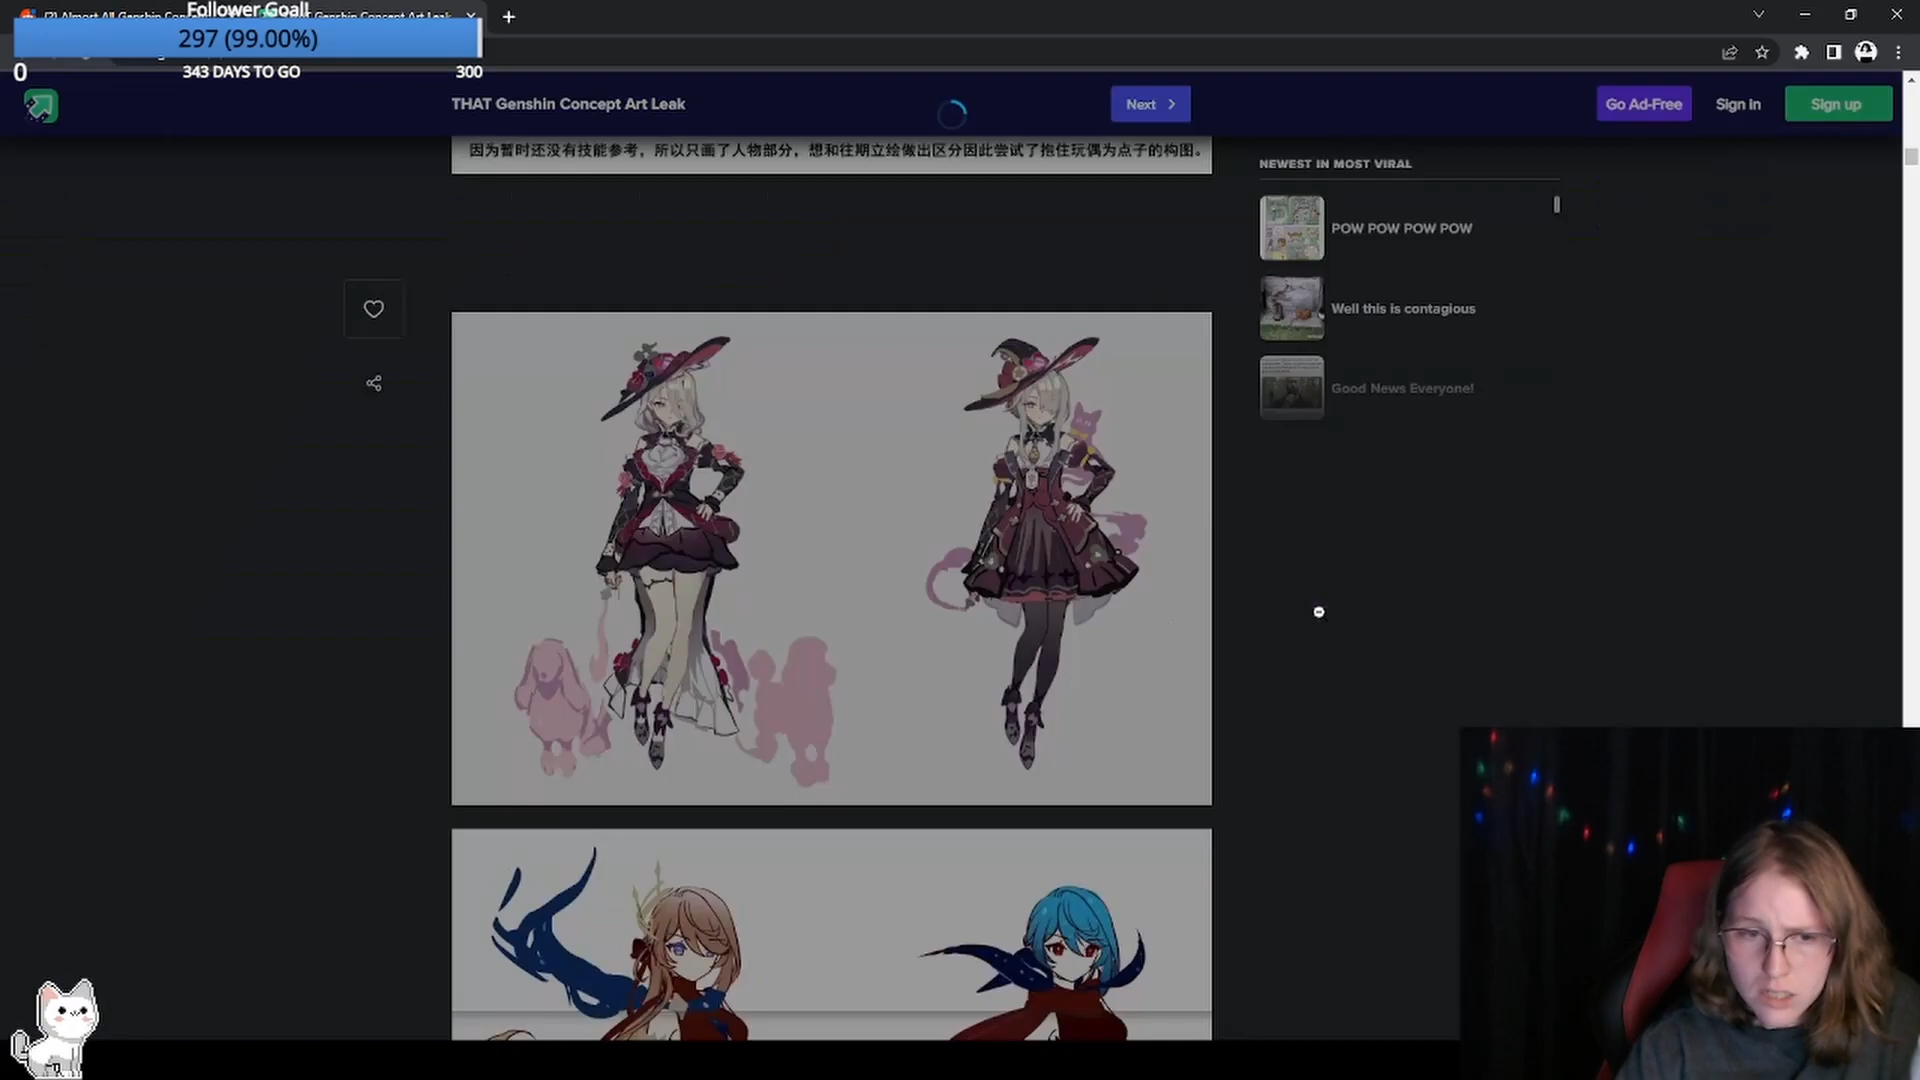 Follower Goal!
297 (99.00%)
0
343 DAYS TO GO
300
THAT Genshin Concept Art Leak
Next
Go Ad-Free
Sign in
Sign up
因为暂时还没有技能参考，所以只画了人物部分，想和往期立绘做出区分因此尝试了抱住玩偶为点子的构图。
NEWEST IN MOST VIRAL
POW POW POW POW
Well this is contagious
Good News Everyone!